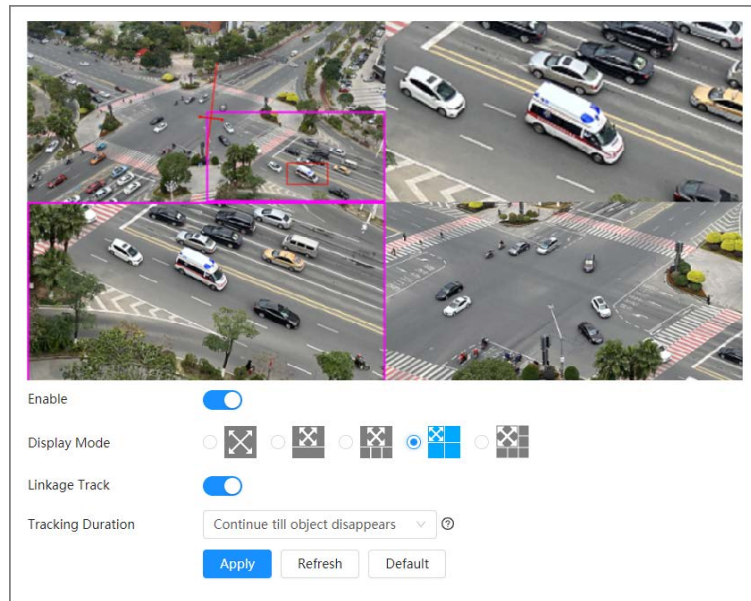 Enable
Display Mode
Linkage Track
Tracking Duration
Continue till object disappears
Apply
Refresh
Default